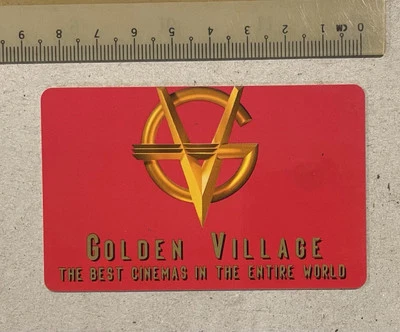 9 8 7 6 5 4 3 2 1 0
CM
GV
GOLDEN VILLAGE
THE BEST CINEMAS IN THE ENTIRE WORLD